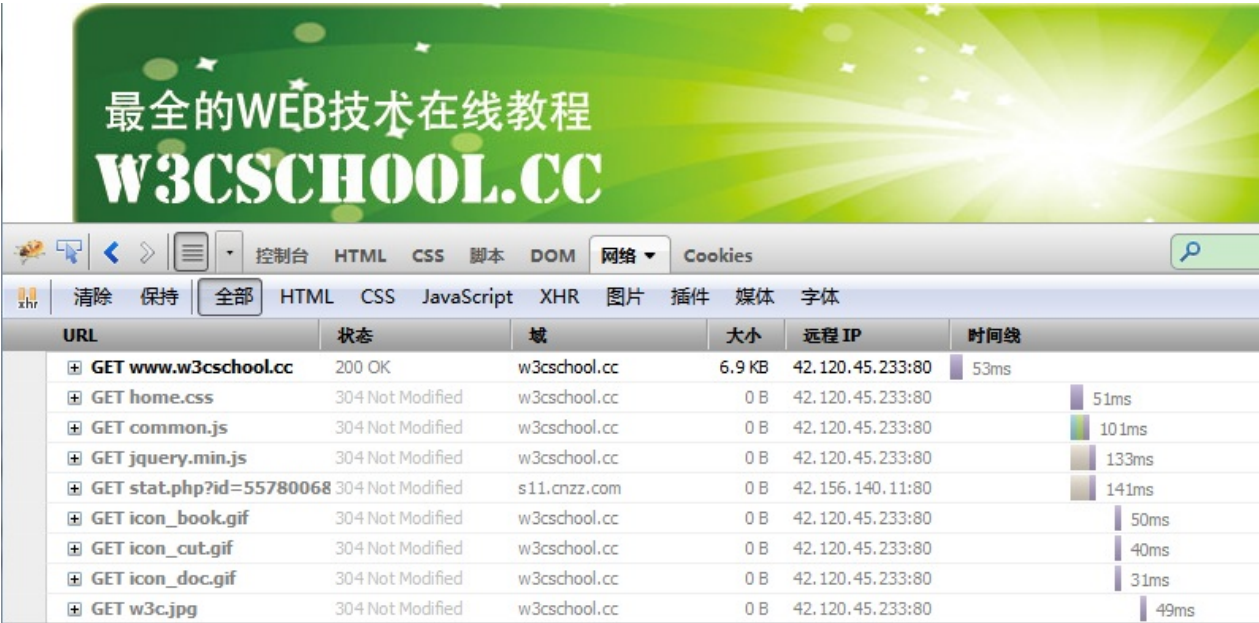 最全的WEB技术在线教程
W3CSCHOOL.CC
控制台 HTML CSS 脚本 DOM 网络 Cookies
xhr 清除 保持 全部 HTML CSS JavaScript XHR 图片 插件 媒体 字体
URL 状态 域 大小 远程 IP 时间线
GET www.w3cschool.cc 200 OK w3cschool.cc 6.9 KB 42.120.45.233:80 53ms
GET home.css 304 Not Modified w3cschool.cc 0 B 42.120.45.233:80 51ms
GET common.js 304 Not Modified w3cschool.cc 0 B 42.120.45.233:80 101ms
GET jquery.min.js 304 Not Modified w3cschool.cc 0 B 42.120.45.233:80 133ms
GET stat.php?id=55780068 304 Not Modified s11.cnzz.com 0 B 42.156.140.11:80 141ms
GET icon_book.gif 304 Not Modified w3cschool.cc 0 B 42.120.45.233:80 50ms
GET icon_cut.gif 304 Not Modified w3cschool.cc 0 B 42.120.45.233:80 40ms
GET icon_doc.gif 304 Not Modified w3cschool.cc 0 B 42.120.45.233:80 31ms
GET w3c.jpg 304 Not Modified w3cschool.cc 0 B 42.120.45.233:80 49ms